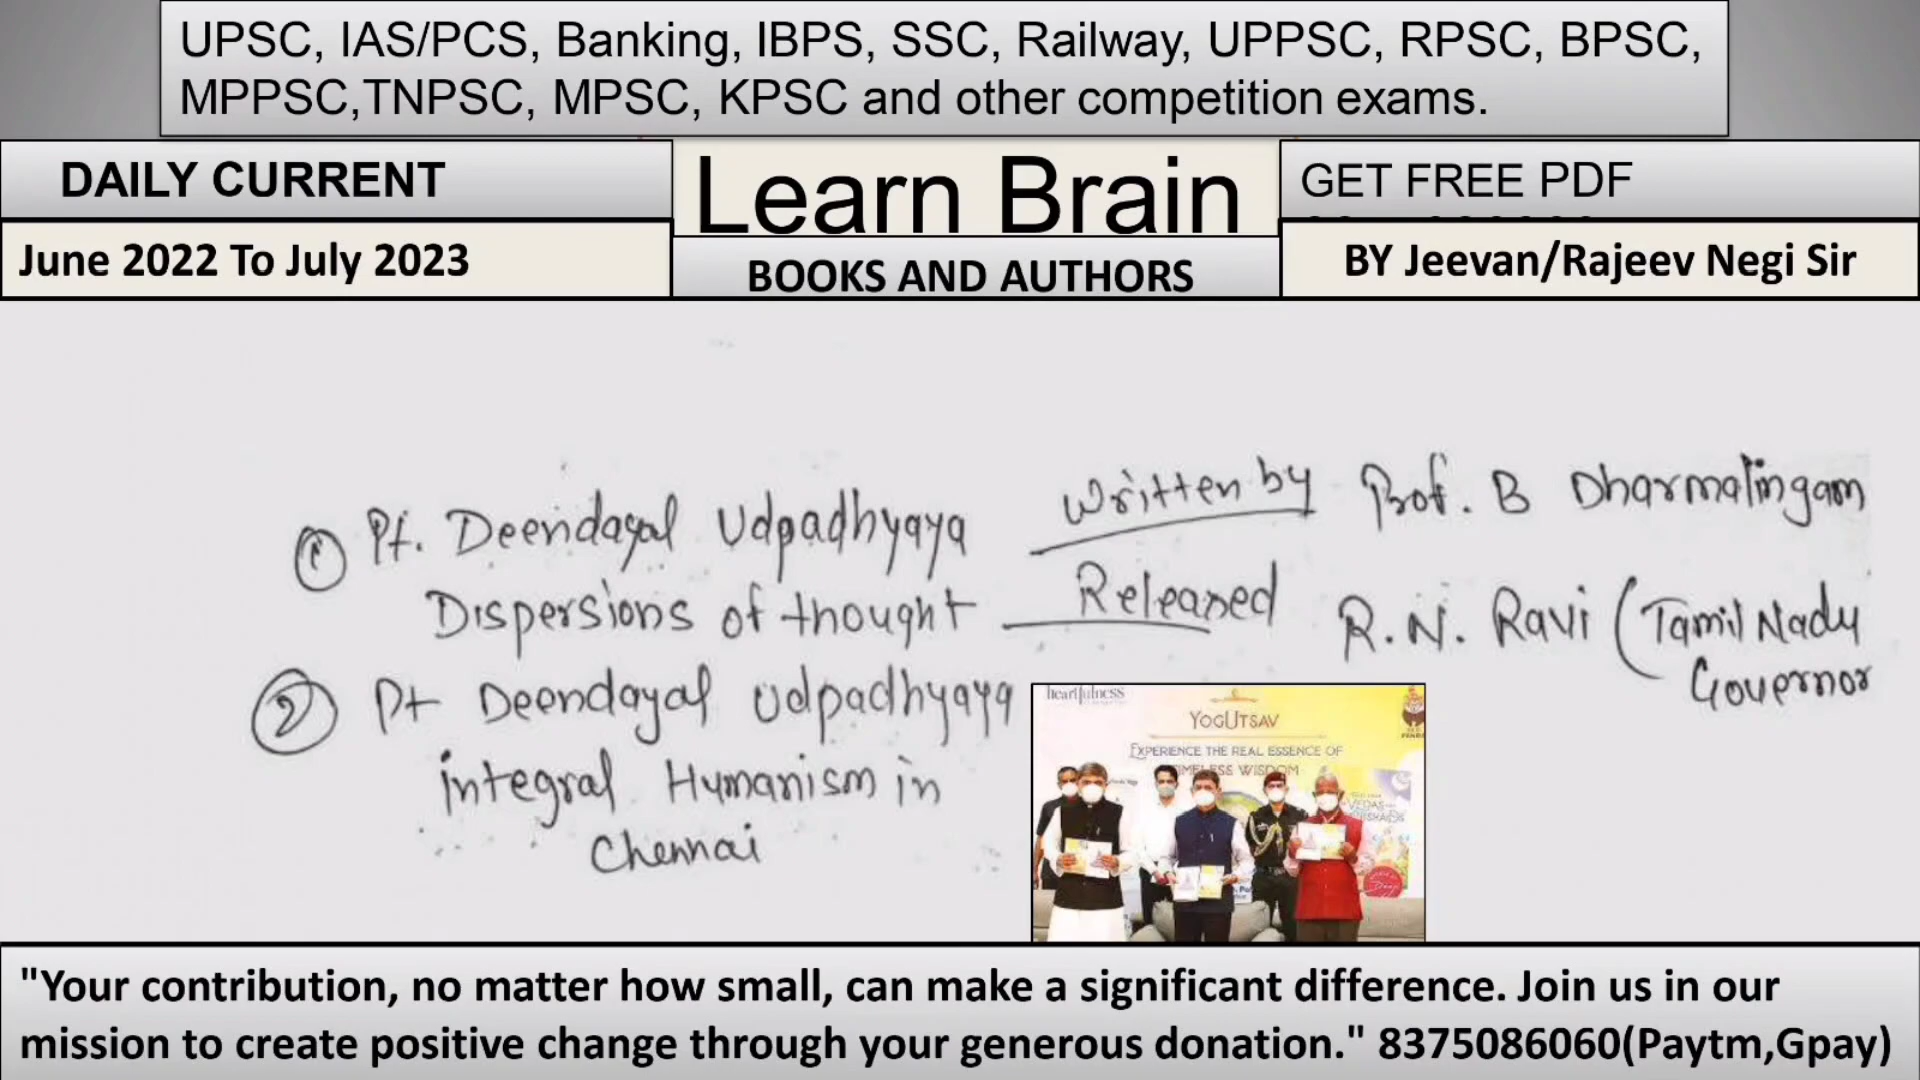 UPSC, IAS/PCS, Banking, IBPS, SSC, Railway, UPPSC, RPSC, BPSC,
MPPSC,TNPSC, MPSC, KPSC and other competition exams.
DAILY CURRENT
Learn Brain
GET FREE PDF
June 2022 To July 2023
BOOKS AND AUTHORS
BY Jeevan/Rajeev Negi Sir
① Pt. Deendayal Udpadhyaya written by Prof. B Dharmalingam
Dispersions of thought Released R.N. Ravi (Tamil Nadu
Governor
② Pt Deendayal Udpadhyaya
integral Humanism in
Chennai
heartfulness
YOGUTSAV
EXPERIENCE THE REAL ESSENCE OF
TIMELESS WISDOM
VEDAS
"Your contribution, no matter how small, can make a significant difference. Join us in our
mission to create positive change through your generous donation." 8375086060(Paytm,Gpay)